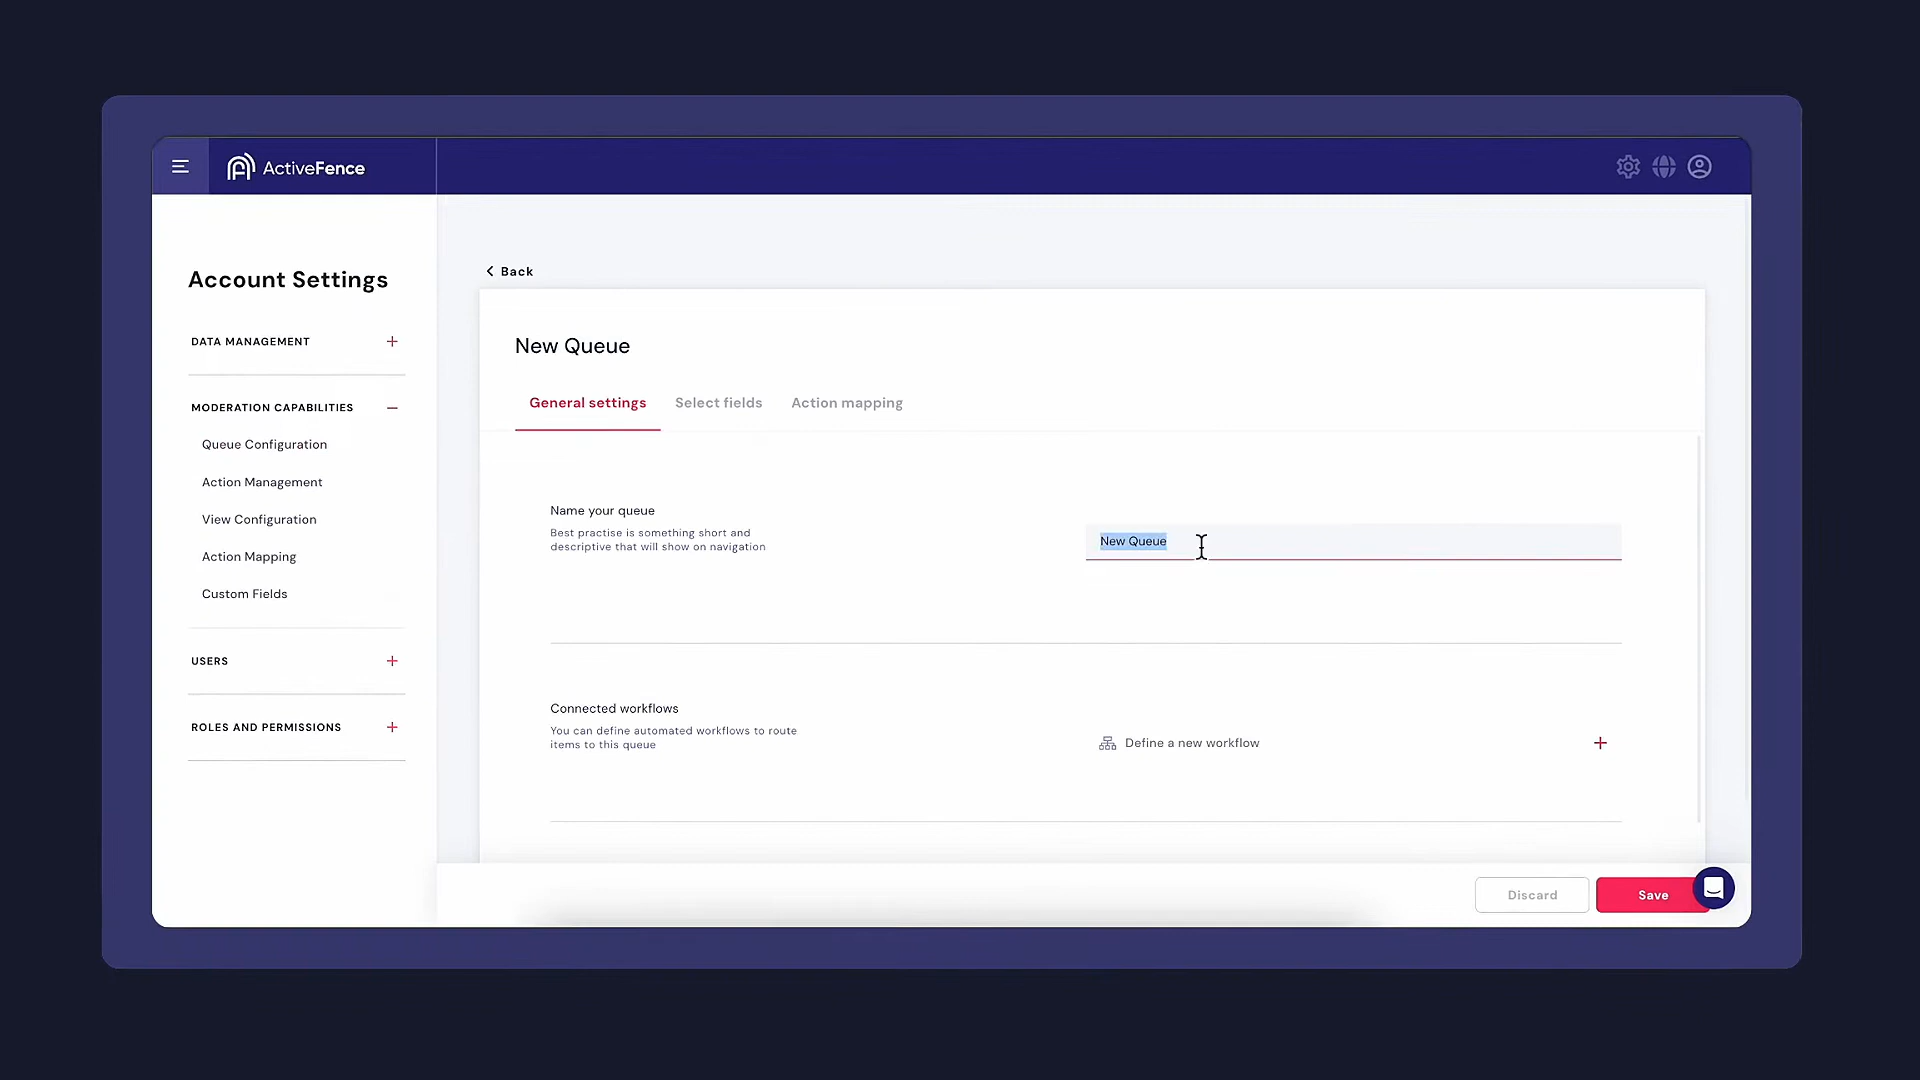 ActiveFence
Account Settings
DATA MANAGEMENT
MODERATION CAPABILITIES
Queue Configuration
Action Management
View Configuration
Action Mapping
Custom Fields
USERS
ROLES AND PERMISSIONS
Back
New Queue
General settings
Select fields
Action mapping
Name your queue
Best practise is something short and
descriptive that will show on navigation
New Queue
Connected workflows
You can define automated workflows to route
items to this queue
Define a new workflow
Discard
Save